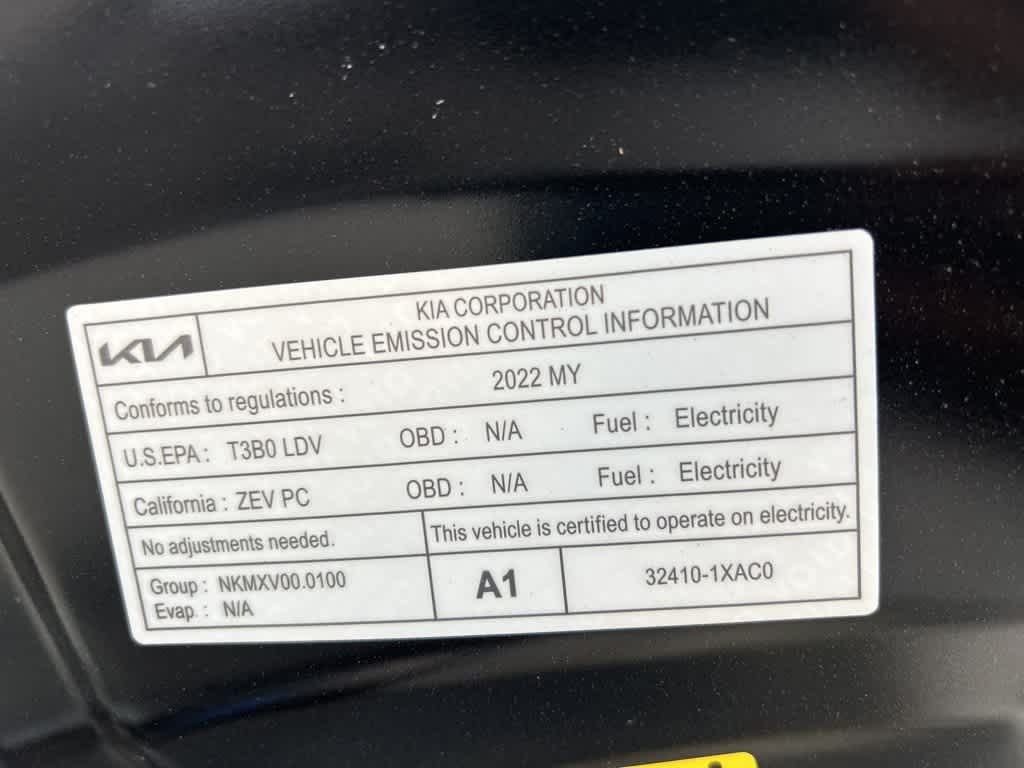 KIA
KIA CORPORATION
VEHICLE EMISSION CONTROL INFORMATION
Conforms to regulations : 2022 MY
U.S.EPA : T3B0 LDV OBD : N/A Fuel : Electricity
California : ZEV PC OBD : N/A Fuel : Electricity
No adjustments needed. This vehicle is certified to operate on electricity.
Group : NKMXV00.0100
Evap. : N/A
A1
32410-1XAC0